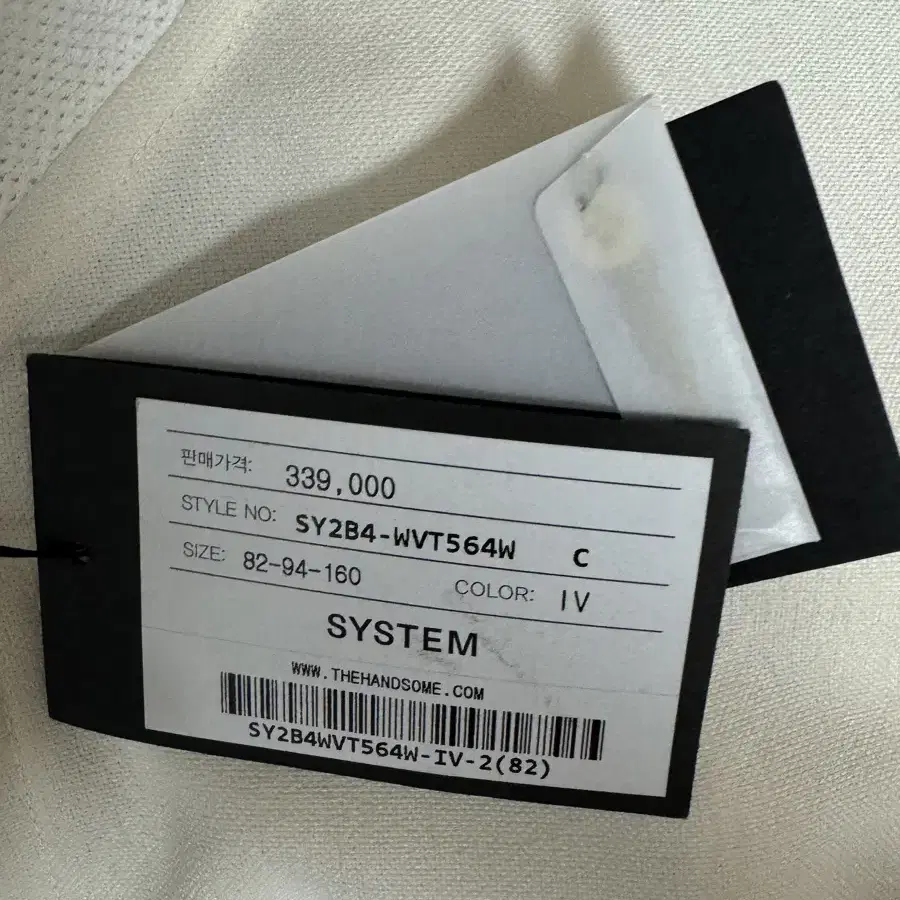 판매가격: 339,000
STYLE NO: SY2B4-WVT564W C
SIZE: 82-94-160 COLOR: IV
SYSTEM
WWW.THEHANDSOME.COM
SY2B4WVT564W-IV-2(82)